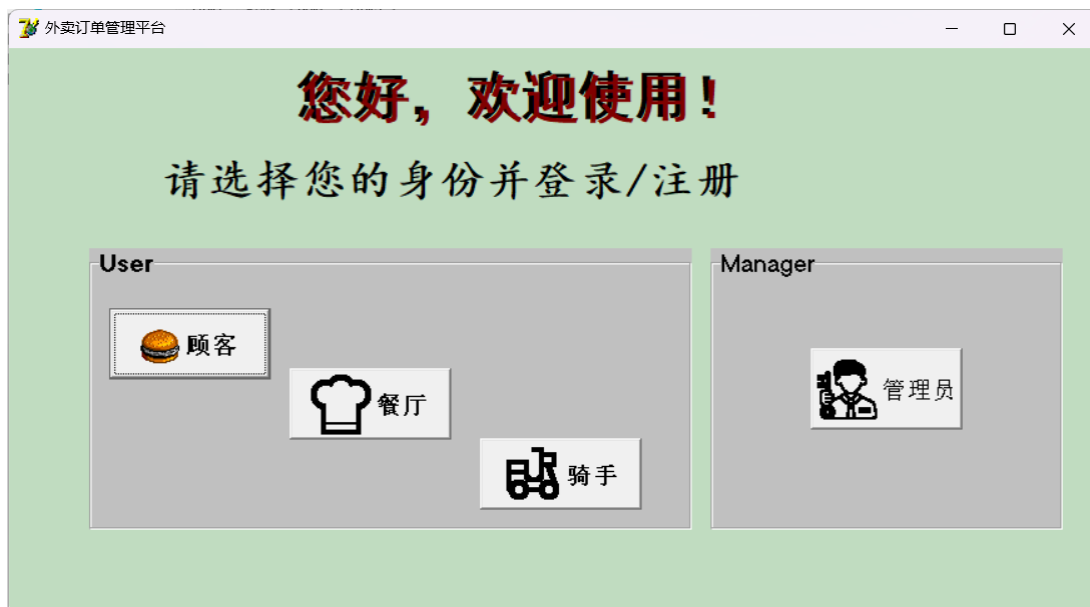 外卖订单管理平台
您好，欢迎使用！
请选择您的身份并登录/注册
User
顾客
餐厅
骑手
Manager
管理员